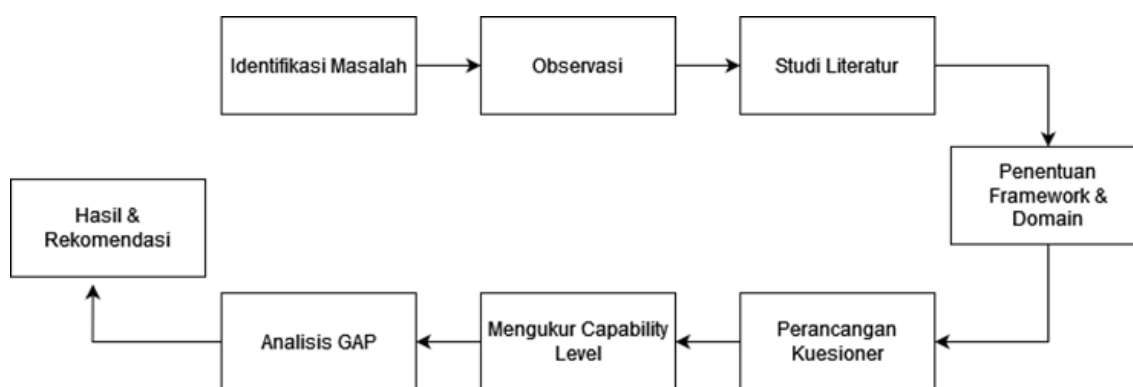 Identifikasi Masalah
Observasi
Studi Literatur
Penentuan
Framework &
Domain
Perancangan
Kuesioner
Mengukur Capability
Level
Analisis GAP
Hasil &
Rekomendasi